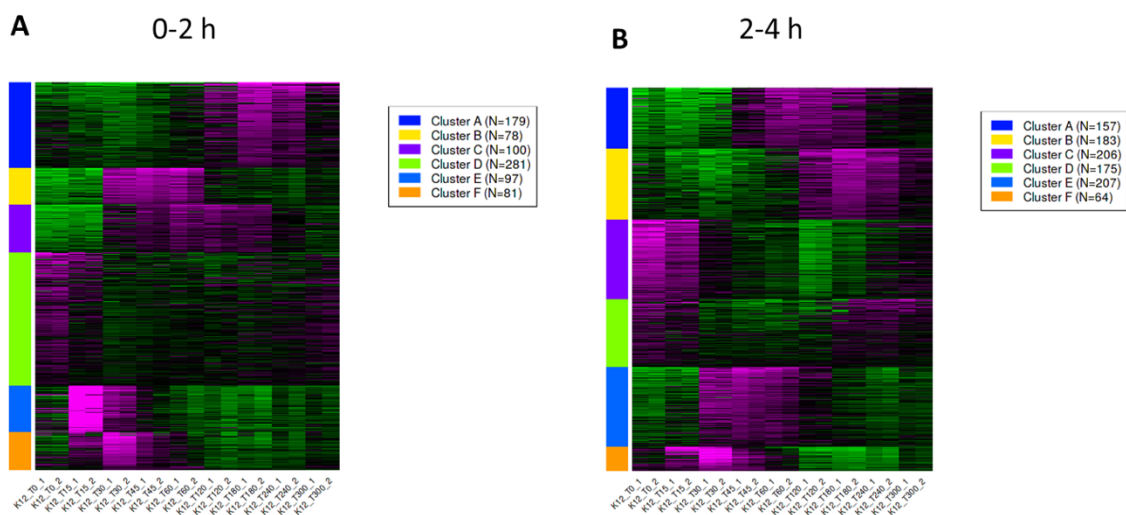 A
0-2 h
Cluster A (N=179)
Cluster B (N=78)
Cluster C (N=100)
Cluster D (N=281)
Cluster E (N=97)
Cluster F (N=81)
K12_T0_1
K12_T0_2
K12_T15_1
K12_T15_2
K12_T30_1
K12_T30_2
K12_T45_1
K12_T45_2
K12_T60_1
K12_T60_2
K12_T120_1
K12_T120_2
K12_T180_1
K12_T180_2
K12_T240_1
K12_T240_2
K12_T300_1
K12_T300_2
B
2-4 h
Cluster A (N=157)
Cluster B (N=183)
Cluster C (N=206)
Cluster D (N=175)
Cluster E (N=207)
Cluster F (N=64)
K12_T0_1
K12_T0_2
K12_T15_1
K12_T15_2
K12_T30_1
K12_T30_2
K12_T45_1
K12_T45_2
K12_T60_1
K12_T60_2
K12_T120_1
K12_T120_2
K12_T180_1
K12_T180_2
K12_T240_1
K12_T240_2
K12_T300_1
K12_T300_2